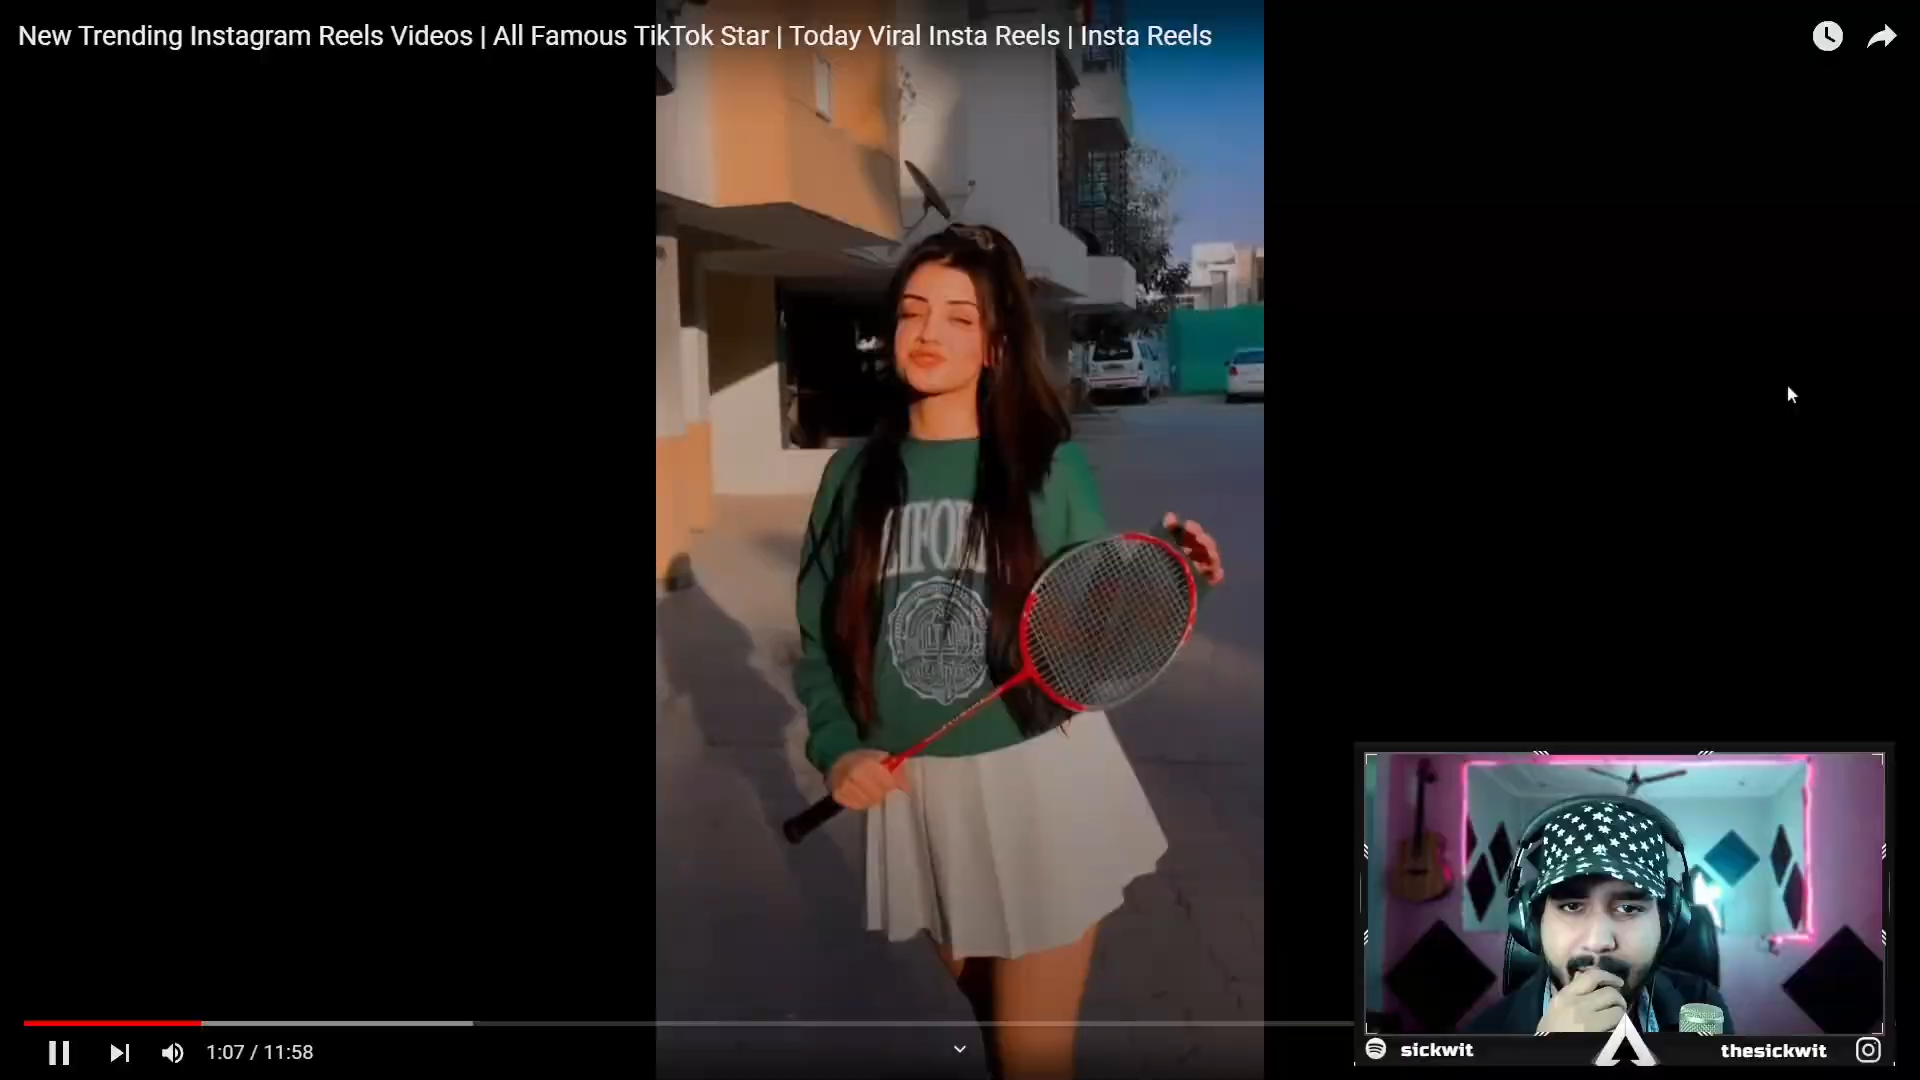 New Trending Instagram Reels Videos | All Famous TikTok Star | Today Viral Insta Reels | Insta Reels
LIFOR
1:07 / 11:58
sickwit
thesickwit